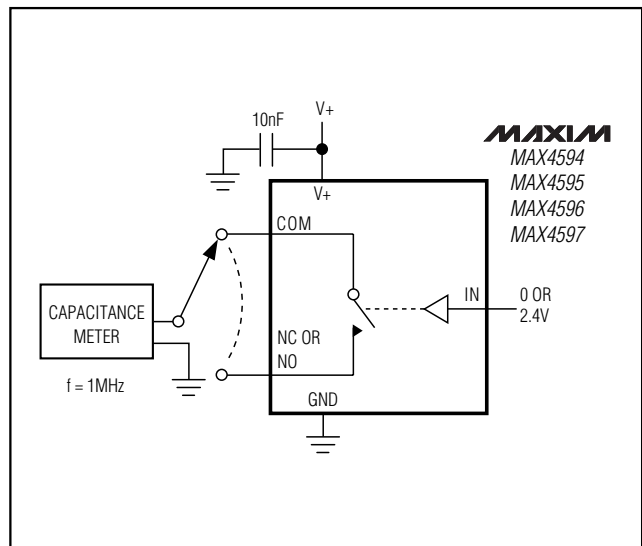 10nF
V+
MAXIM
MAX4594
MAX4595
MAX4596
MAX4597
V+
COM
IN
0 OR
2.4V
CAPACITANCE
METER
NC OR
NO
f = 1MHz
GND